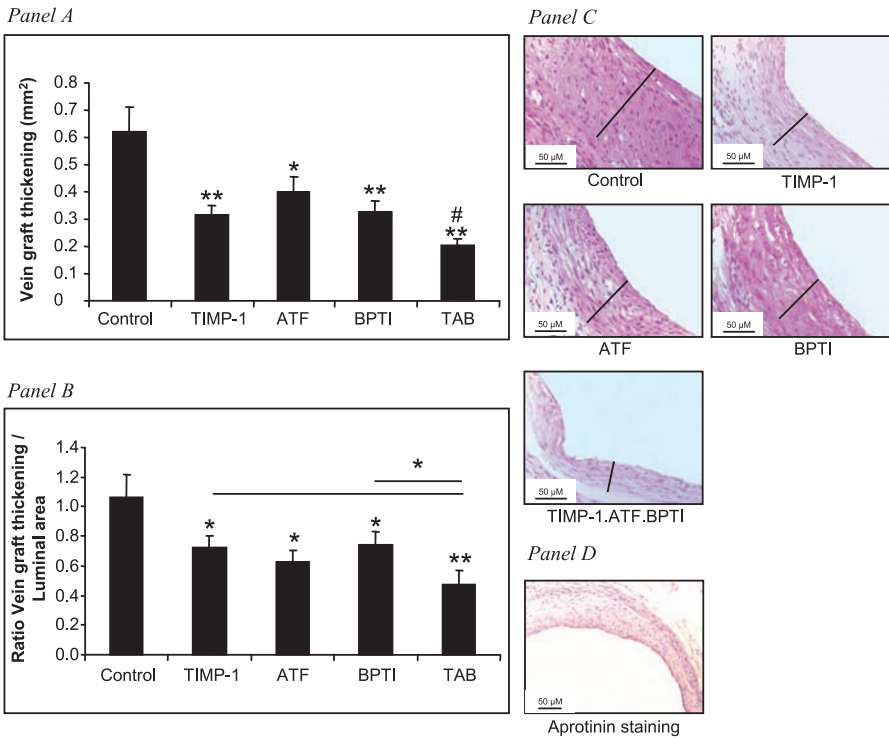 Panel A
Vein graft thickening (mm²)
0.8
0.7
0.6
0.5
0.4
0.3
0.2
0.1
0
**
*
**
#
**
Control TIMP-1 ATF BPTI TAB
Panel B
Ratio Vein graft thickening /
Luminal area
1.4
1.2
1.0
0.8
0.6
0.4
0.2
0.0
*
*
*
*
**
Control TIMP-1 ATF BPTI TAB
Panel C
50 µM
Control
50 µM
TIMP-1
50 µM
ATF
50 µM
BPTI
50 µM
TIMP-1.ATF.BPTI
Panel D
50 µM
Aprotinin staining